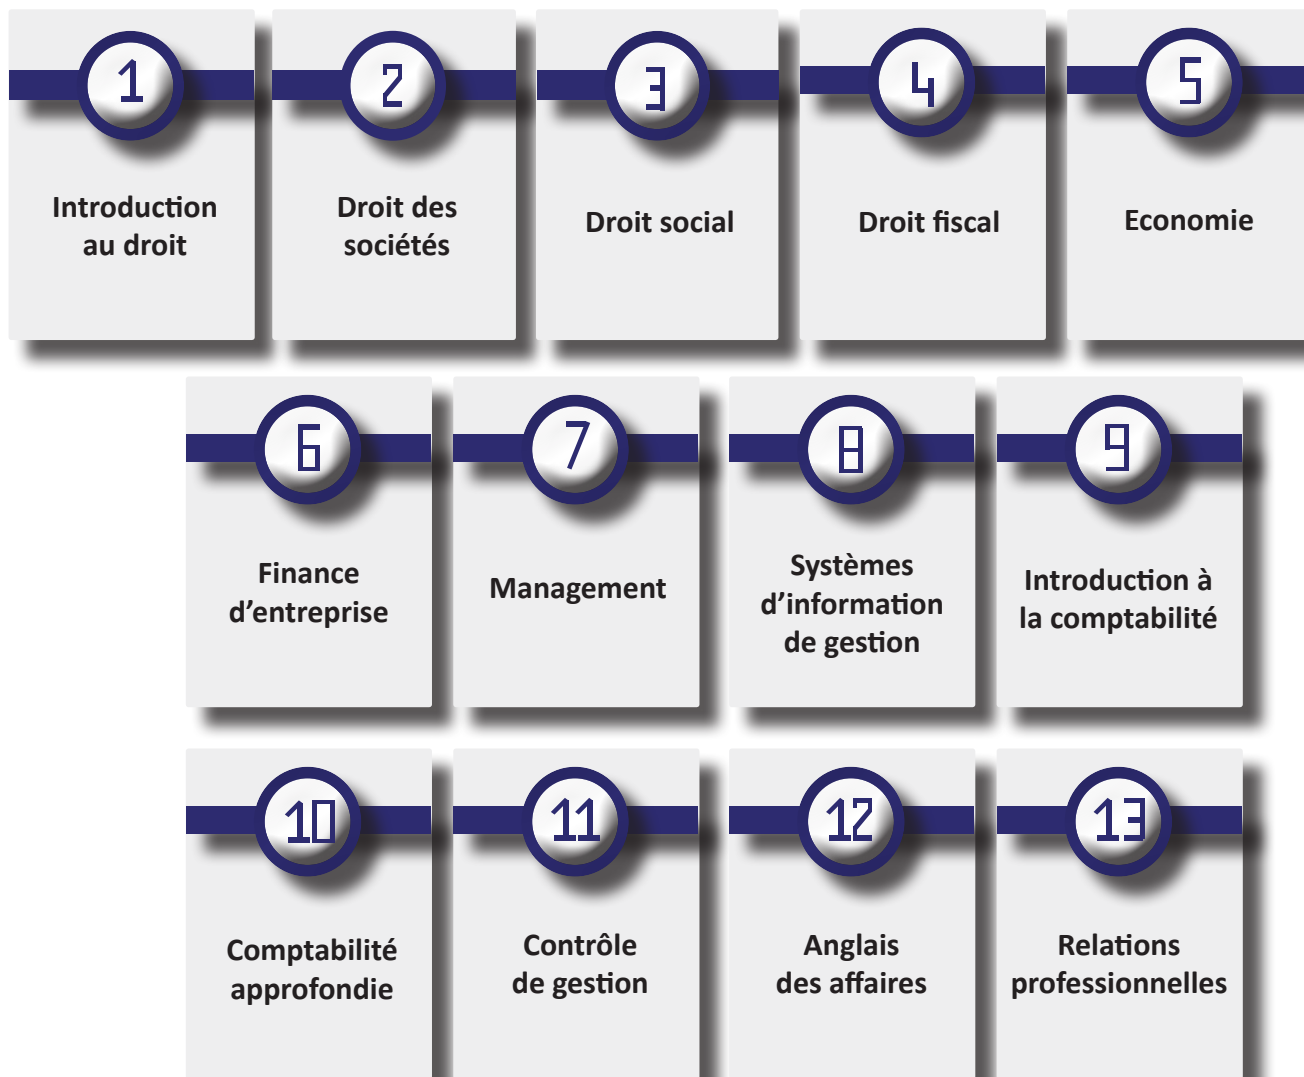 1
Introduction
au droit
2
Droit des
sociétés
3
Droit social
4
Droit fiscal
5
Economie
6
Finance
d’entreprise
7
Management
8
Systèmes
d’information
de gestion
9
Introduction à
la comptabilité
10
Comptabilité
approfondie
11
Contrôle
de gestion
12
Anglais
des affaires
13
Relations
professionnelles